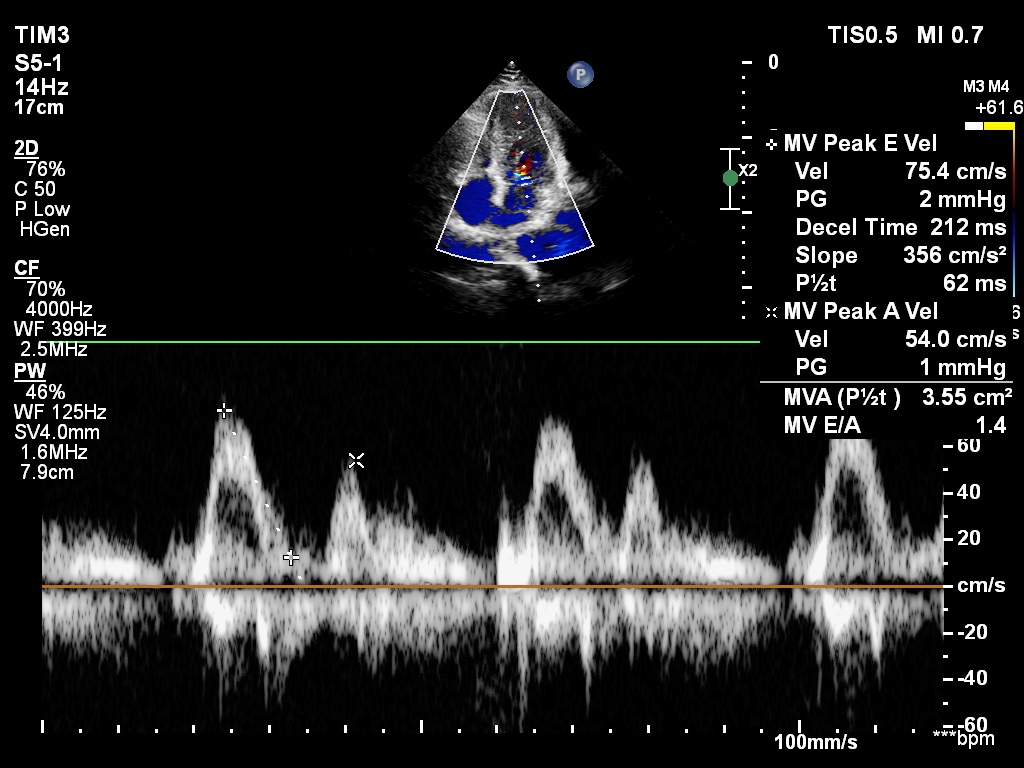 TIM3
TIS0.5 MI 0.7
S5-1
14Hz
17cm
2D
76%
C 50
P Low
HGen
CF
70%
4000Hz
WF 399Hz
2.5MHz
PW
46%
WF 125Hz
SV4.0mm
1.6MHz
7.9cm
P
0
X2
M3 M4
+61.6
MV Peak E Vel
Vel 75.4 cm/s
PG 2 mmHg
Decel Time 212 ms
Slope 356 cm/s²
P½t 62 ms
MV Peak A Vel
Vel 54.0 cm/s
PG 1 mmHg
MVA (P½t ) 3.55 cm²
MV E/A 1.4
60
40
20
cm/s
-20
-40
-60
100mm/s
***bpm